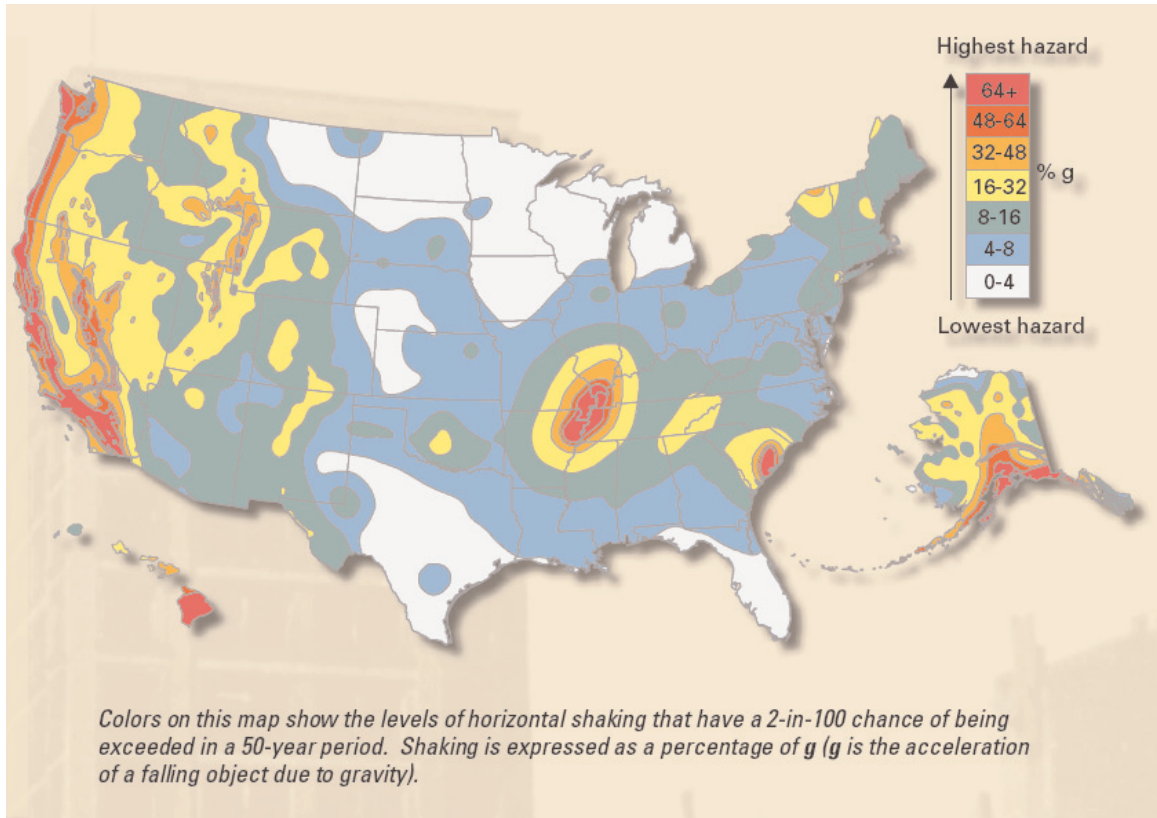 Highest hazard
64+
48-64
32-48
16-32
8-16
4-8
0-4
% g
Lowest hazard
Colors on this map show the levels of horizontal shaking that have a 2-in-100 chance of being
exceeded in a 50-year period. Shaking is expressed as a percentage of g (g is the acceleration
of a falling object due to gravity).